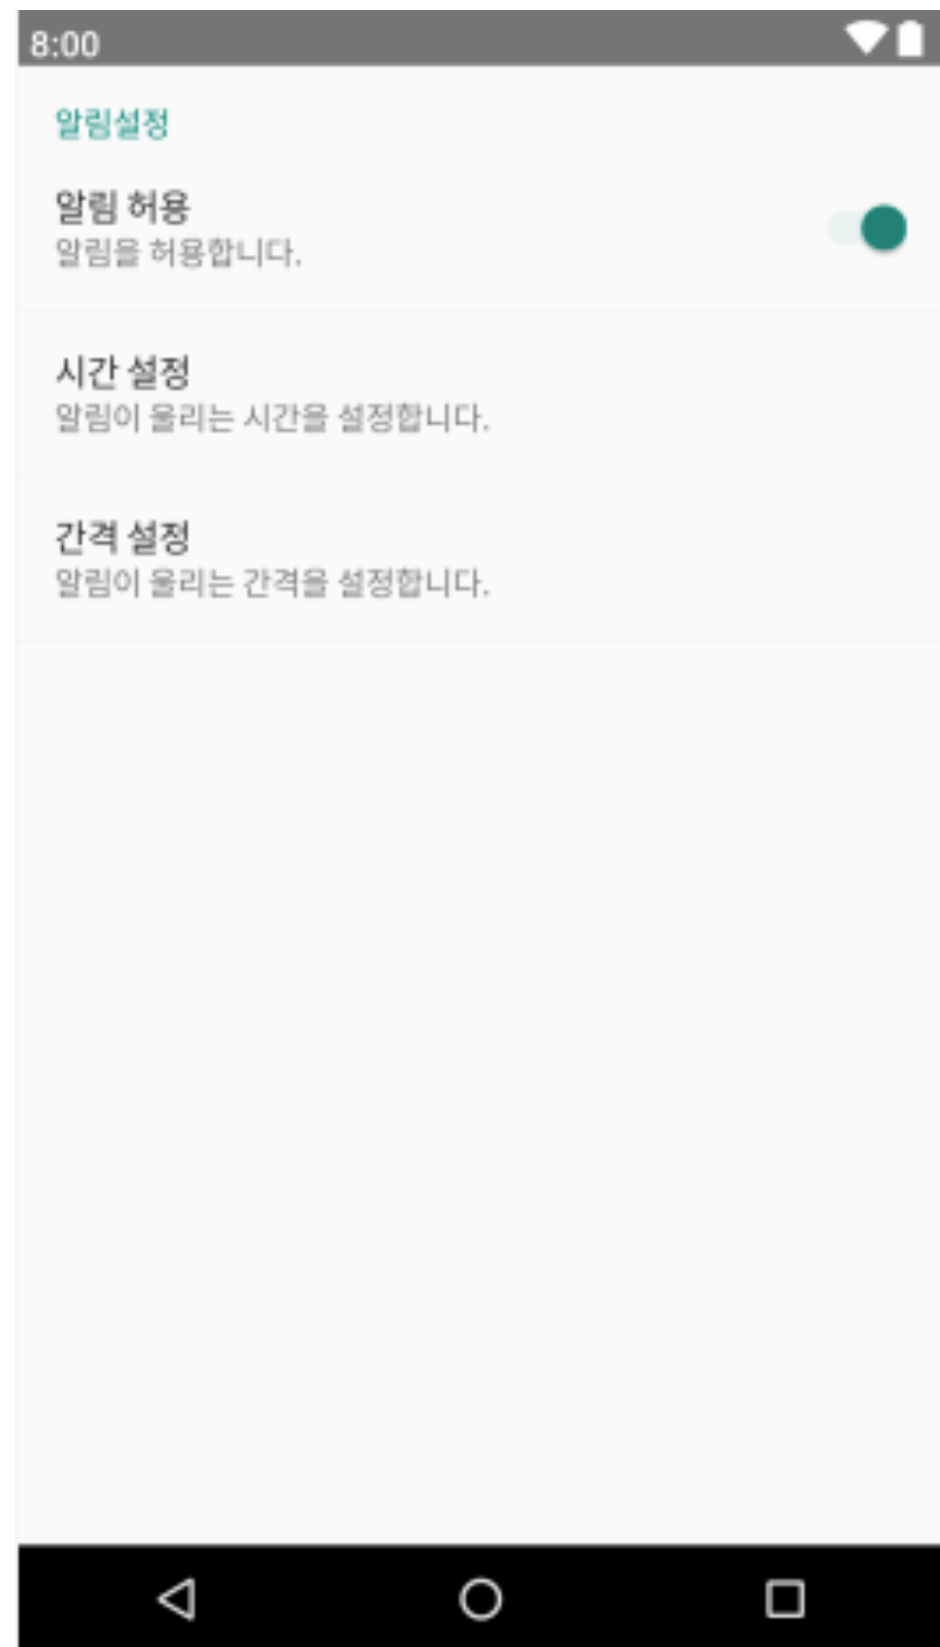 8:00
알림설정
알림 허용
알림을 허용합니다.
시간 설정
알림이 울리는 시간을 설정합니다.
간격 설정
알림이 울리는 간격을 설정합니다.